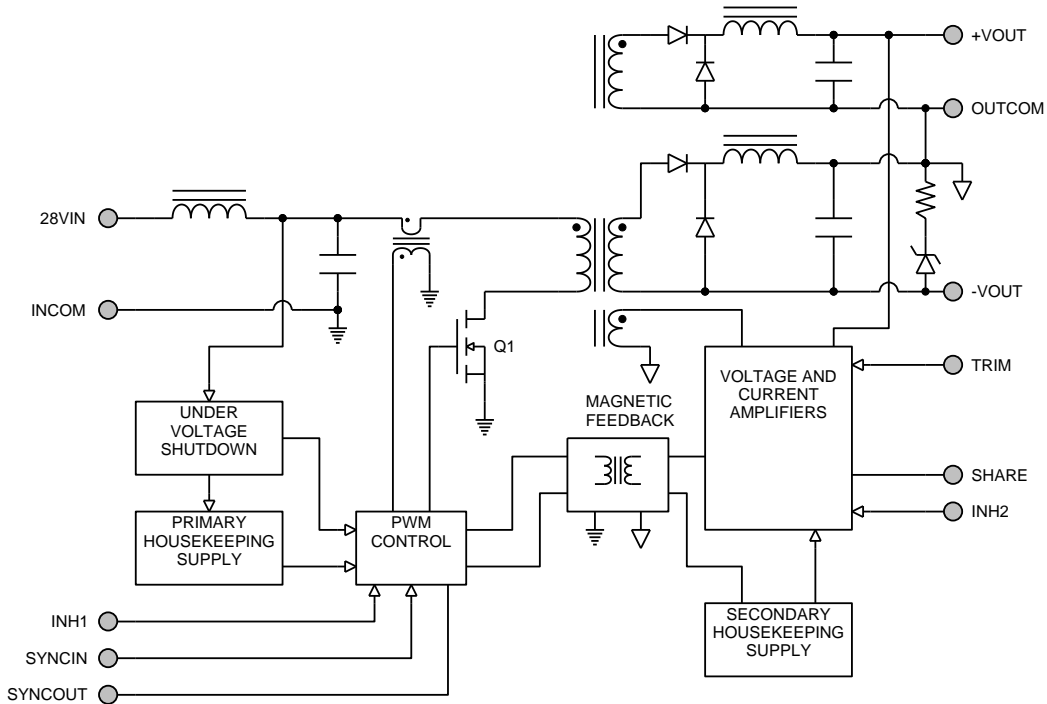 +VOUT
OUTCOM
28VIN
INCOM
-VOUT
Q1
TRIM
VOLTAGE AND
CURRENT
AMPLIFIERS
MAGNETIC
FEEDBACK
UNDER
VOLTAGE
SHUTDOWN
SHARE
INH2
PRIMARY
HOUSEKEEPING
SUPPLY
PWM
CONTROL
INH1
SYNCIN
SYNCOUT
SECONDARY
HOUSEKEEPING
SUPPLY